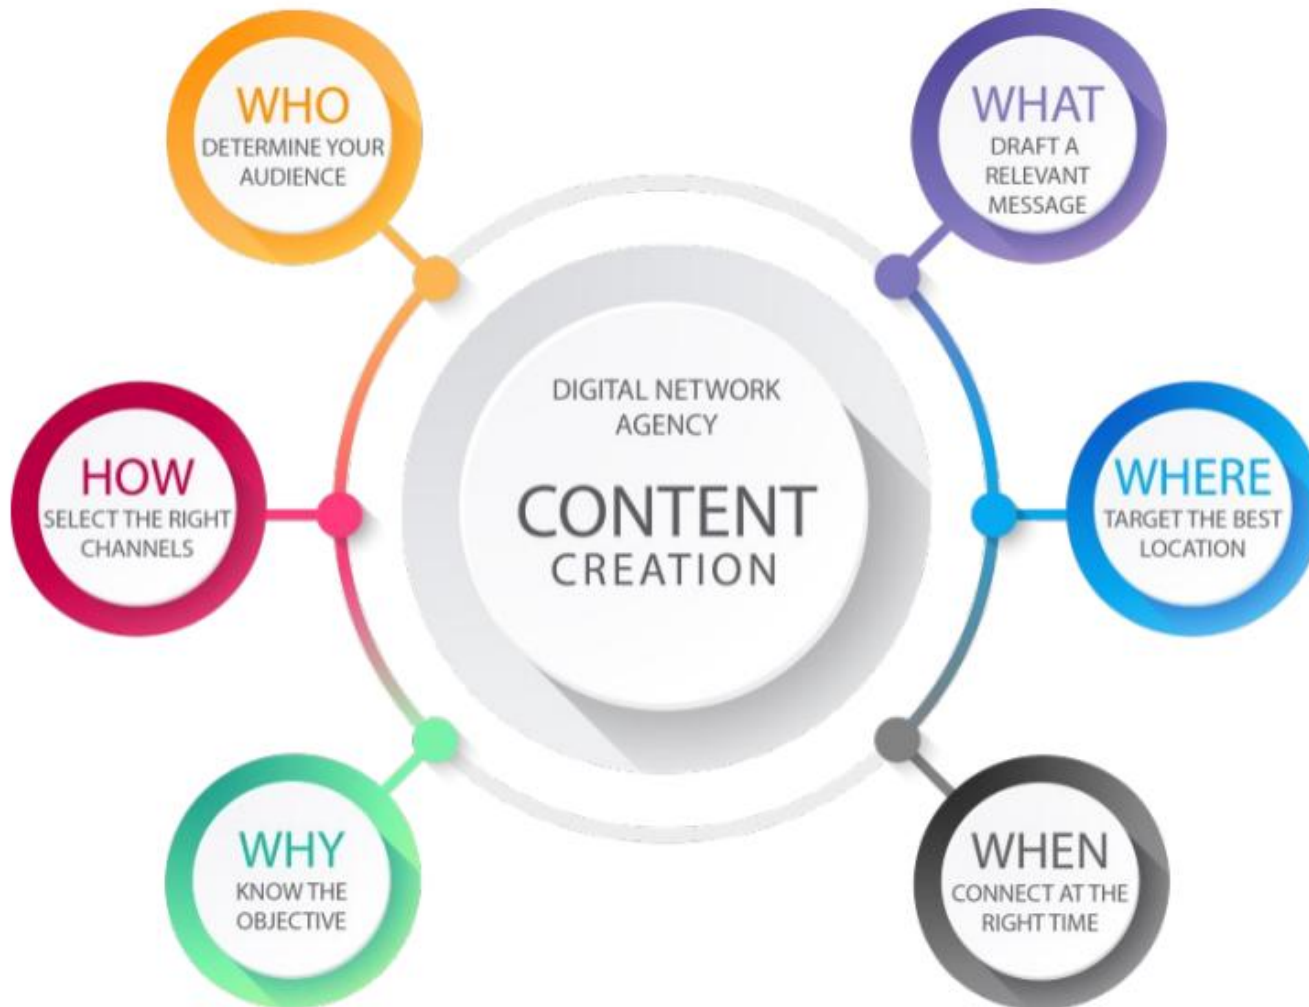 WHO
DETERMINE YOUR
AUDIENCE
WHAT
DRAFT A
RELEVANT
MESSAGE
DIGITAL NETWORK
AGENCY
CONTENT
CREATION
HOW
SELECT THE RIGHT
CHANNELS
WHERE
TARGET THE BEST
LOCATION
WHY
KNOW THE
OBJECTIVE
WHEN
CONNECT AT THE
RIGHT TIME